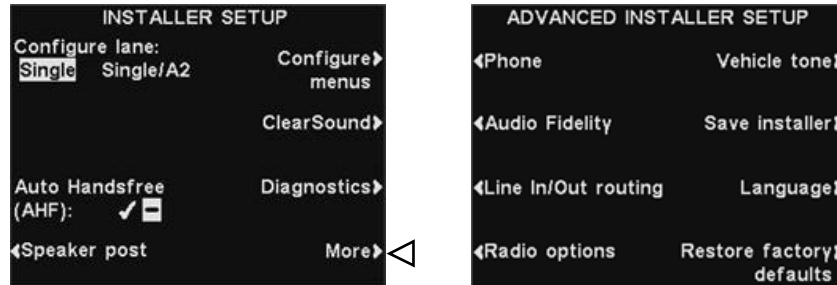 INSTALLER SETUP
Configure lane:
Single Single/A2
Configure
menus
ClearSound
Auto Handsfree
(AHF):
Diagnostics
Speaker post
More
ADVANCED INSTALLER SETUP
Phone
Vehicle tone
Audio Fidelity
Save installer
Line In/Out routing
Language
Radio options
Restore factory
defaults